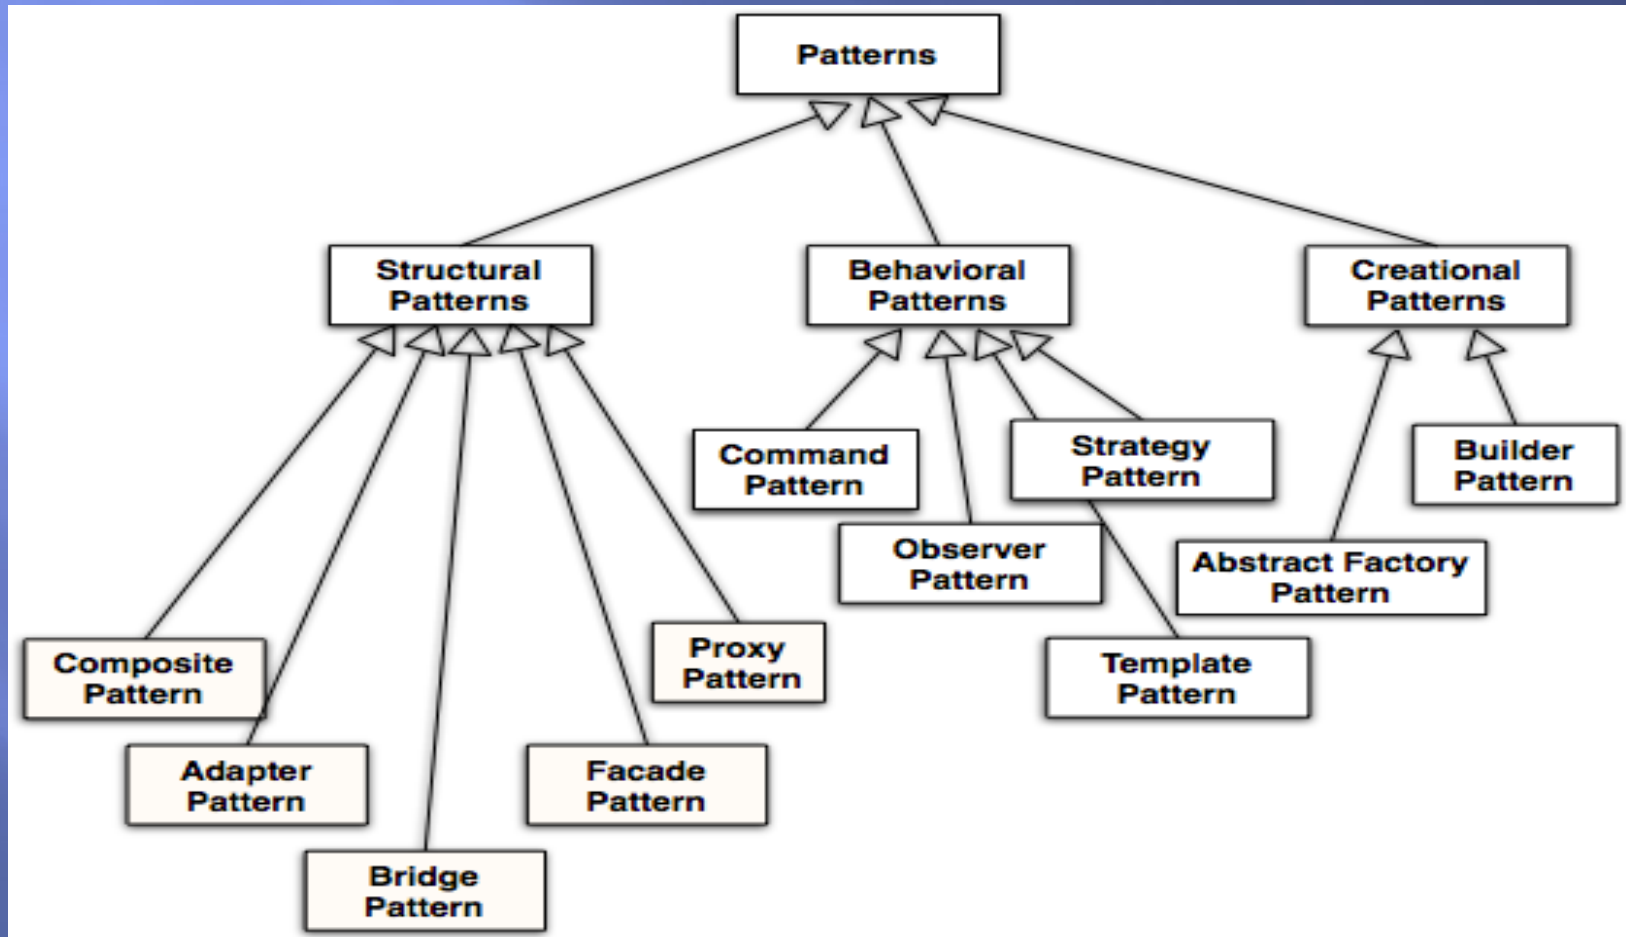 Patterns
Structural
Patterns
Behavioral
Patterns
Creational
Patterns
Command
Pattern
Strategy
Pattern
Builder
Pattern
Observer
Pattern
Abstract Factory
Pattern
Composite
Pattern
Proxy
Pattern
Template
Pattern
Adapter
Pattern
Facade
Pattern
Bridge
Pattern